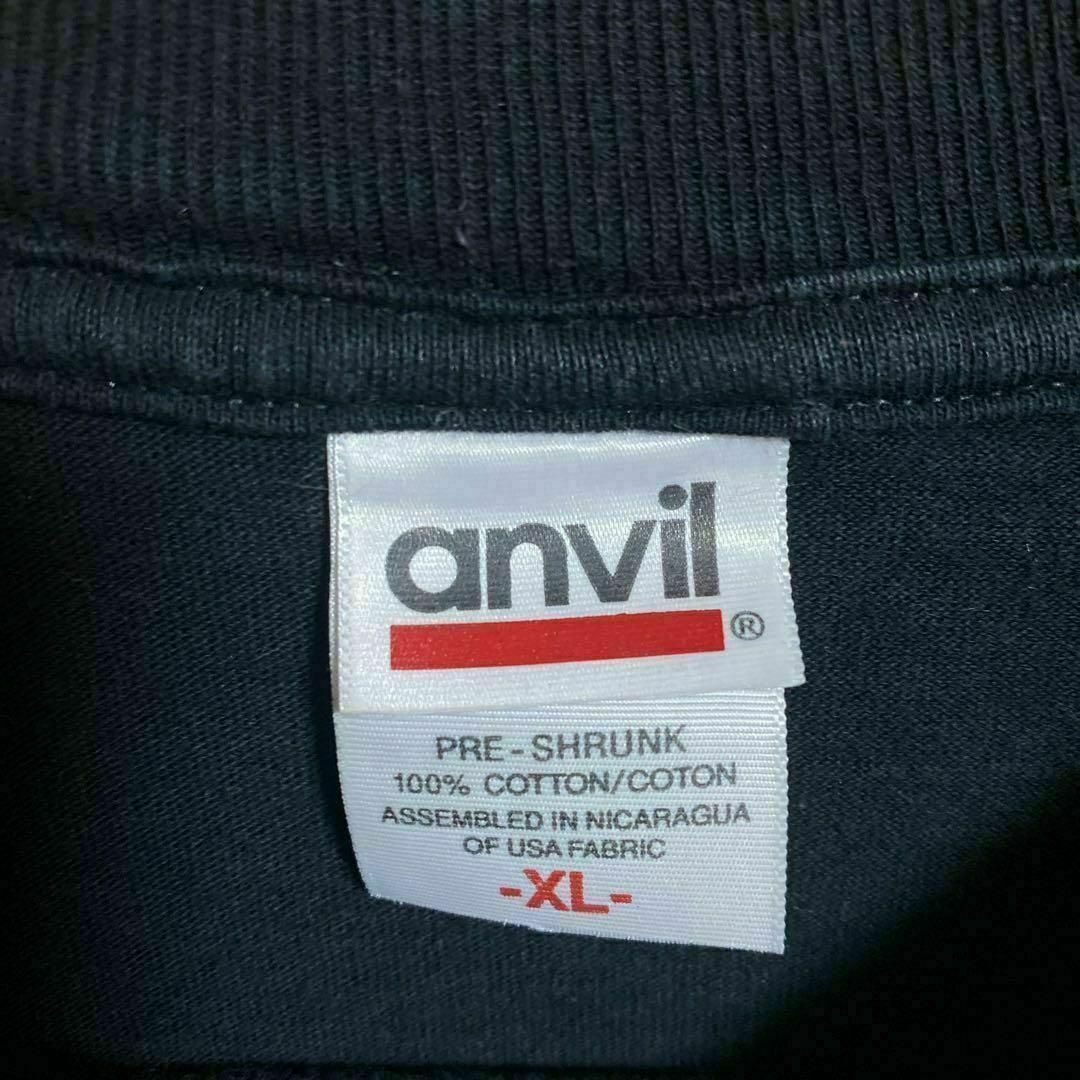 anvil®
PRE-SHRUNK
100% COTTON/COTON
ASSEMBLED IN NICARAGUA
OF USA FABRIC
-XL-